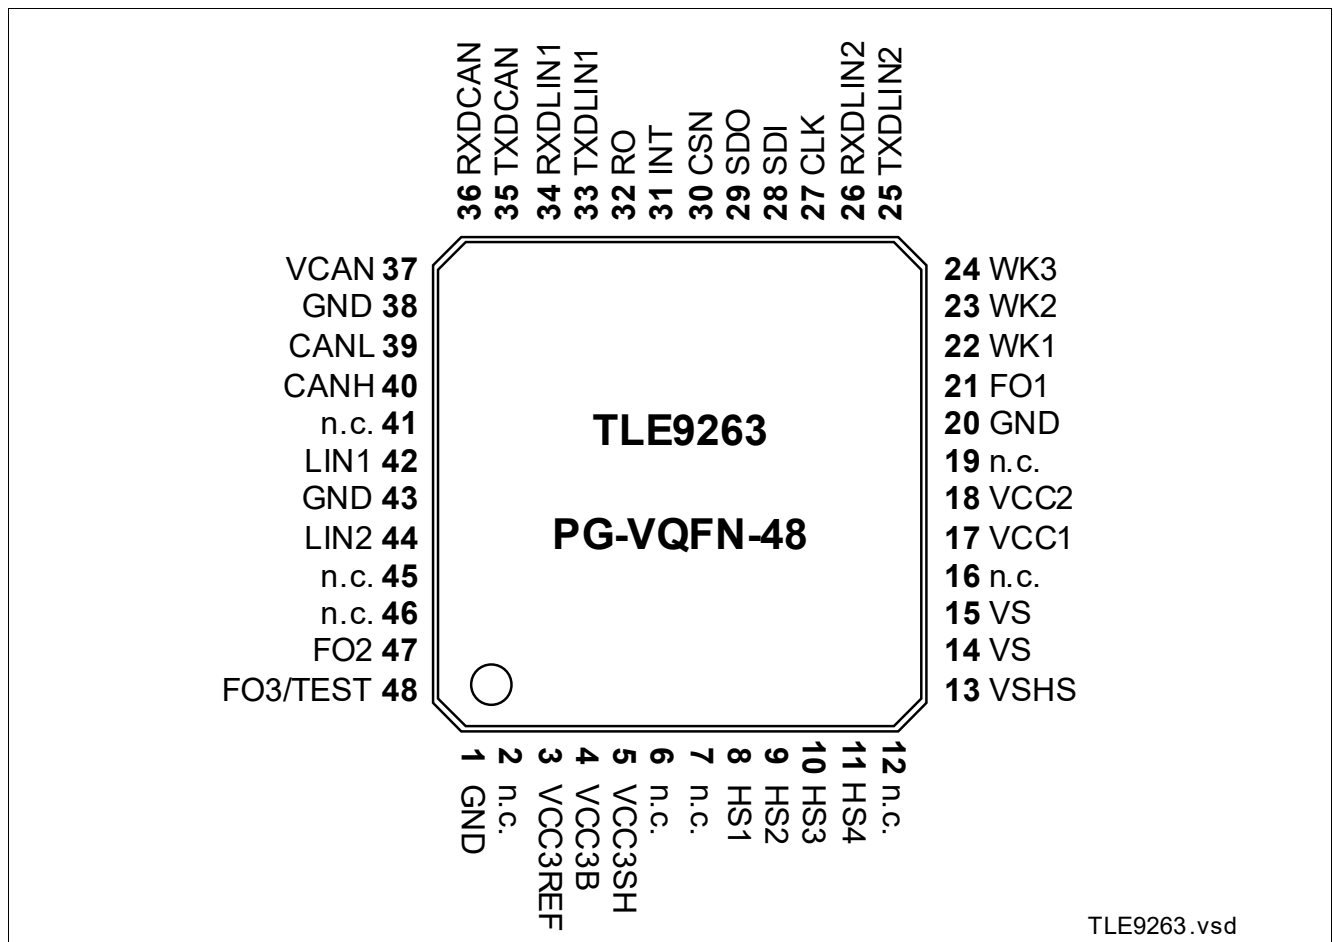 36 RXDCAN
35 TXDCAN
34 RXDLIN1
33 TXDLIN1
32 RO
31 INT
30 CSN
29 SDO
28 SDI
27 CLK
26 RXDLIN2
25 TXDLIN2
VCAN 37
GND 38
CANL 39
CANH 40
n.c. 41
LIN1 42
GND 43
LIN2 44
n.c. 45
n.c. 46
FO2 47
FO3/TEST 48
TLE9263
PG-VQFN-48
24 WK3
23 WK2
22 WK1
21 FO1
20 GND
19 n.c.
18 VCC2
17 VCC1
16 n.c.
15 VS
14 VS
13 VSHS
1 GND
2 n.c.
3 VCC3REF
4 VCC3B
5 VCC3SH
6 n.c.
7 n.c.
8 HS1
9 HS2
10 HS3
11 HS4
12 n.c.
TLE9263.vsd